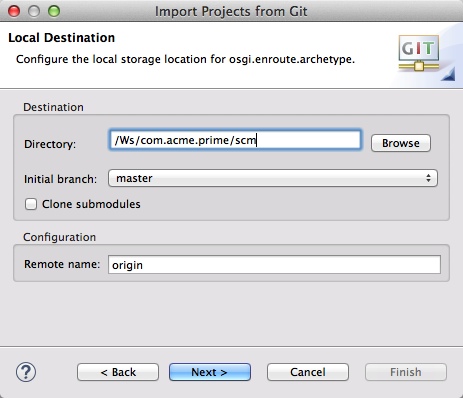 Import Projects from Git
Local Destination
Configure the local storage location for osgi.enroute.archetype.
GIT
Destination
Directory: /Ws/com.acme.prime/scm Browse
Initial branch: master
Clone submodules
Configuration
Remote name: origin
? < Back Next > Cancel Finish